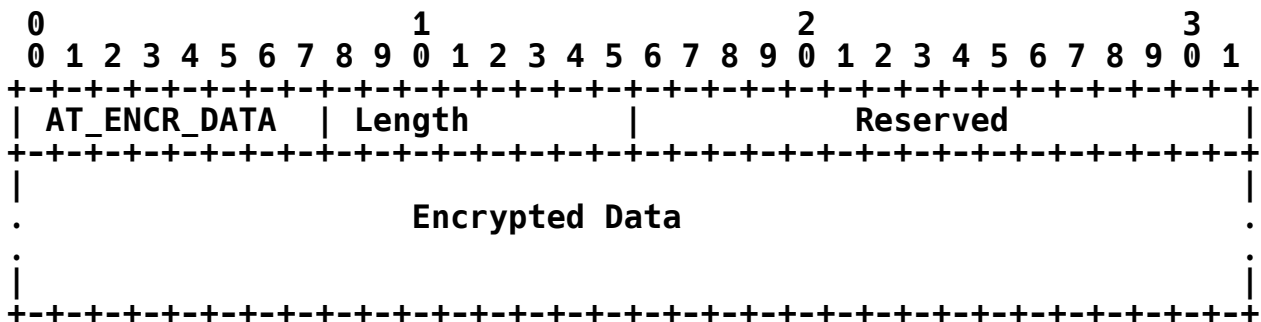 0                   1                   2                   3
 0 1 2 3 4 5 6 7 8 9 0 1 2 3 4 5 6 7 8 9 0 1 2 3 4 5 6 7 8 9 0 1
+-+-+-+-+-+-+-+-+-+-+-+-+-+-+-+-+-+-+-+-+-+-+-+-+-+-+-+-+-+-+-+-+
| AT_ENCR_DATA  | Length        |           Reserved            |
+-+-+-+-+-+-+-+-+-+-+-+-+-+-+-+-+-+-+-+-+-+-+-+-+-+-+-+-+-+-+-+-+
|                                                               |
.                    Encrypted Data                             .
.                                                               .
|                                                               |
+-+-+-+-+-+-+-+-+-+-+-+-+-+-+-+-+-+-+-+-+-+-+-+-+-+-+-+-+-+-+-+-+